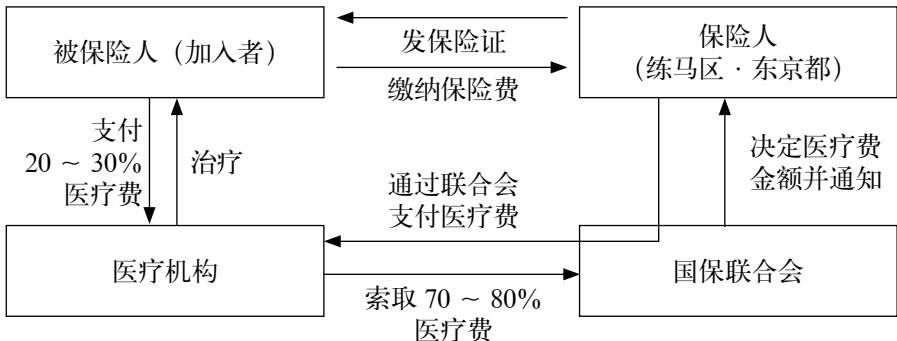 被保险人（加入者）
发保险证
缴纳保险费
保险人
（练马区 · 东京都）
支付
20 ～ 30%
医疗费
治疗
通过联合会
支付医疗费
决定医疗费
金额并通知
医疗机构
索取 70 ～ 80%
医疗费
国保联合会